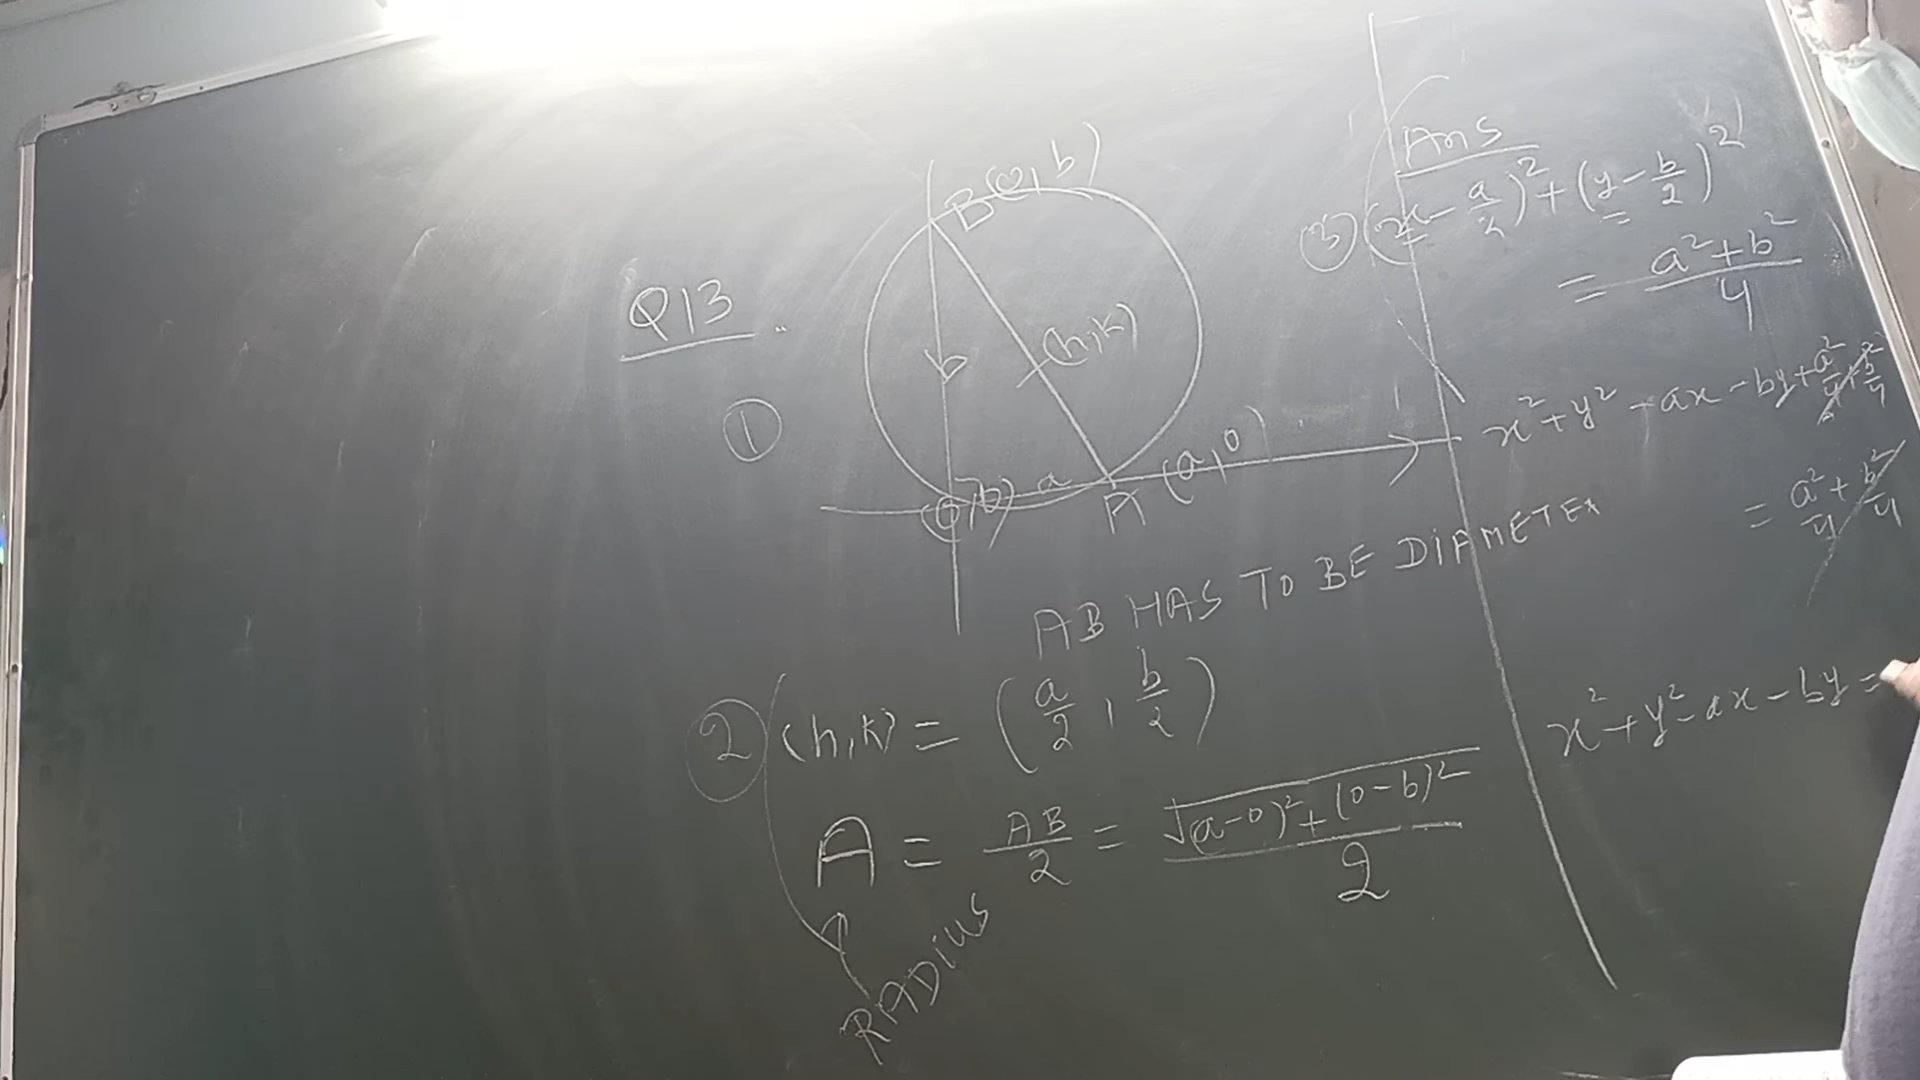 Q13
①
B(0,b)
b
(h,k)
a
A (a,0)
AB HAS TO BE DIAMETER
② (h,k) = (a/2, b/2)
= AB/2 = √(a-0)²+(0-b)² / 2
RADIUS
Ans
③ (x - a/2)² + (y - b/2)²
= a²+b² / 4
x²+y² - ax - by + a²/4 + b²/4
= a²/4 + b²/4
x²+y²-ax-by=